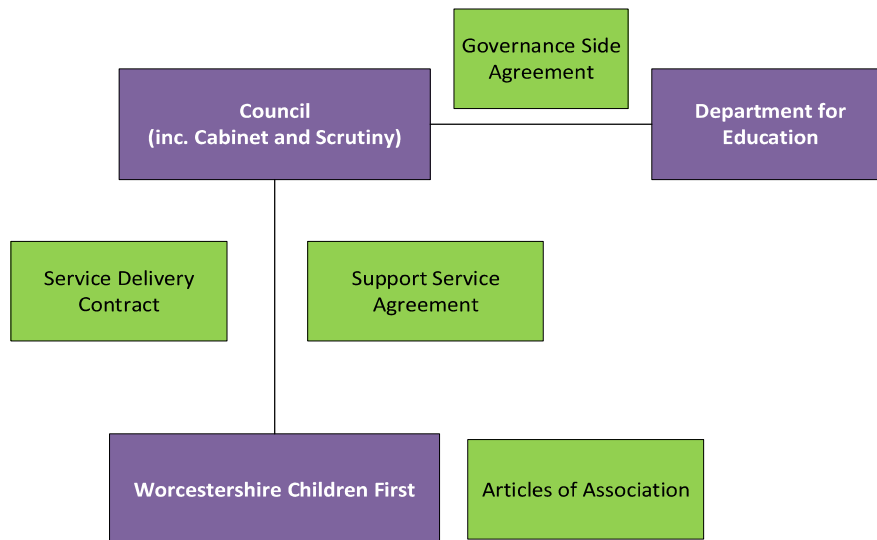 Governance Side
Agreement
Council
(inc. Cabinet and Scrutiny)
Department for
Education
Service Delivery
Contract
Support Service
Agreement
Worcestershire Children First
Articles of Association